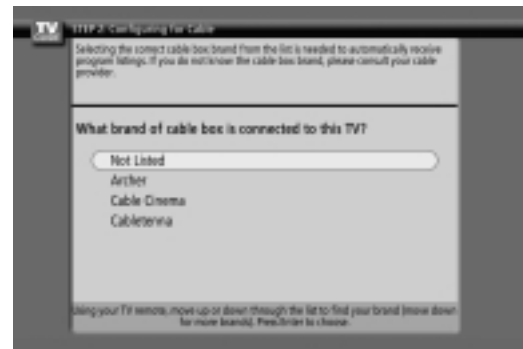 TV
STEP 2: Configuring for Cable
Selecting the correct cable box brand from the list is needed to automatically receive
program listings. If you do not know the cable box brand, please consult your cable
provider.
What brand of cable box is connected to this TV?
Not Listed
Archer
Cable Cinema
Cabletenna
Using your TV remote, move up or down through the list to find your brand (move down
for more brands). Press Enter to choose.